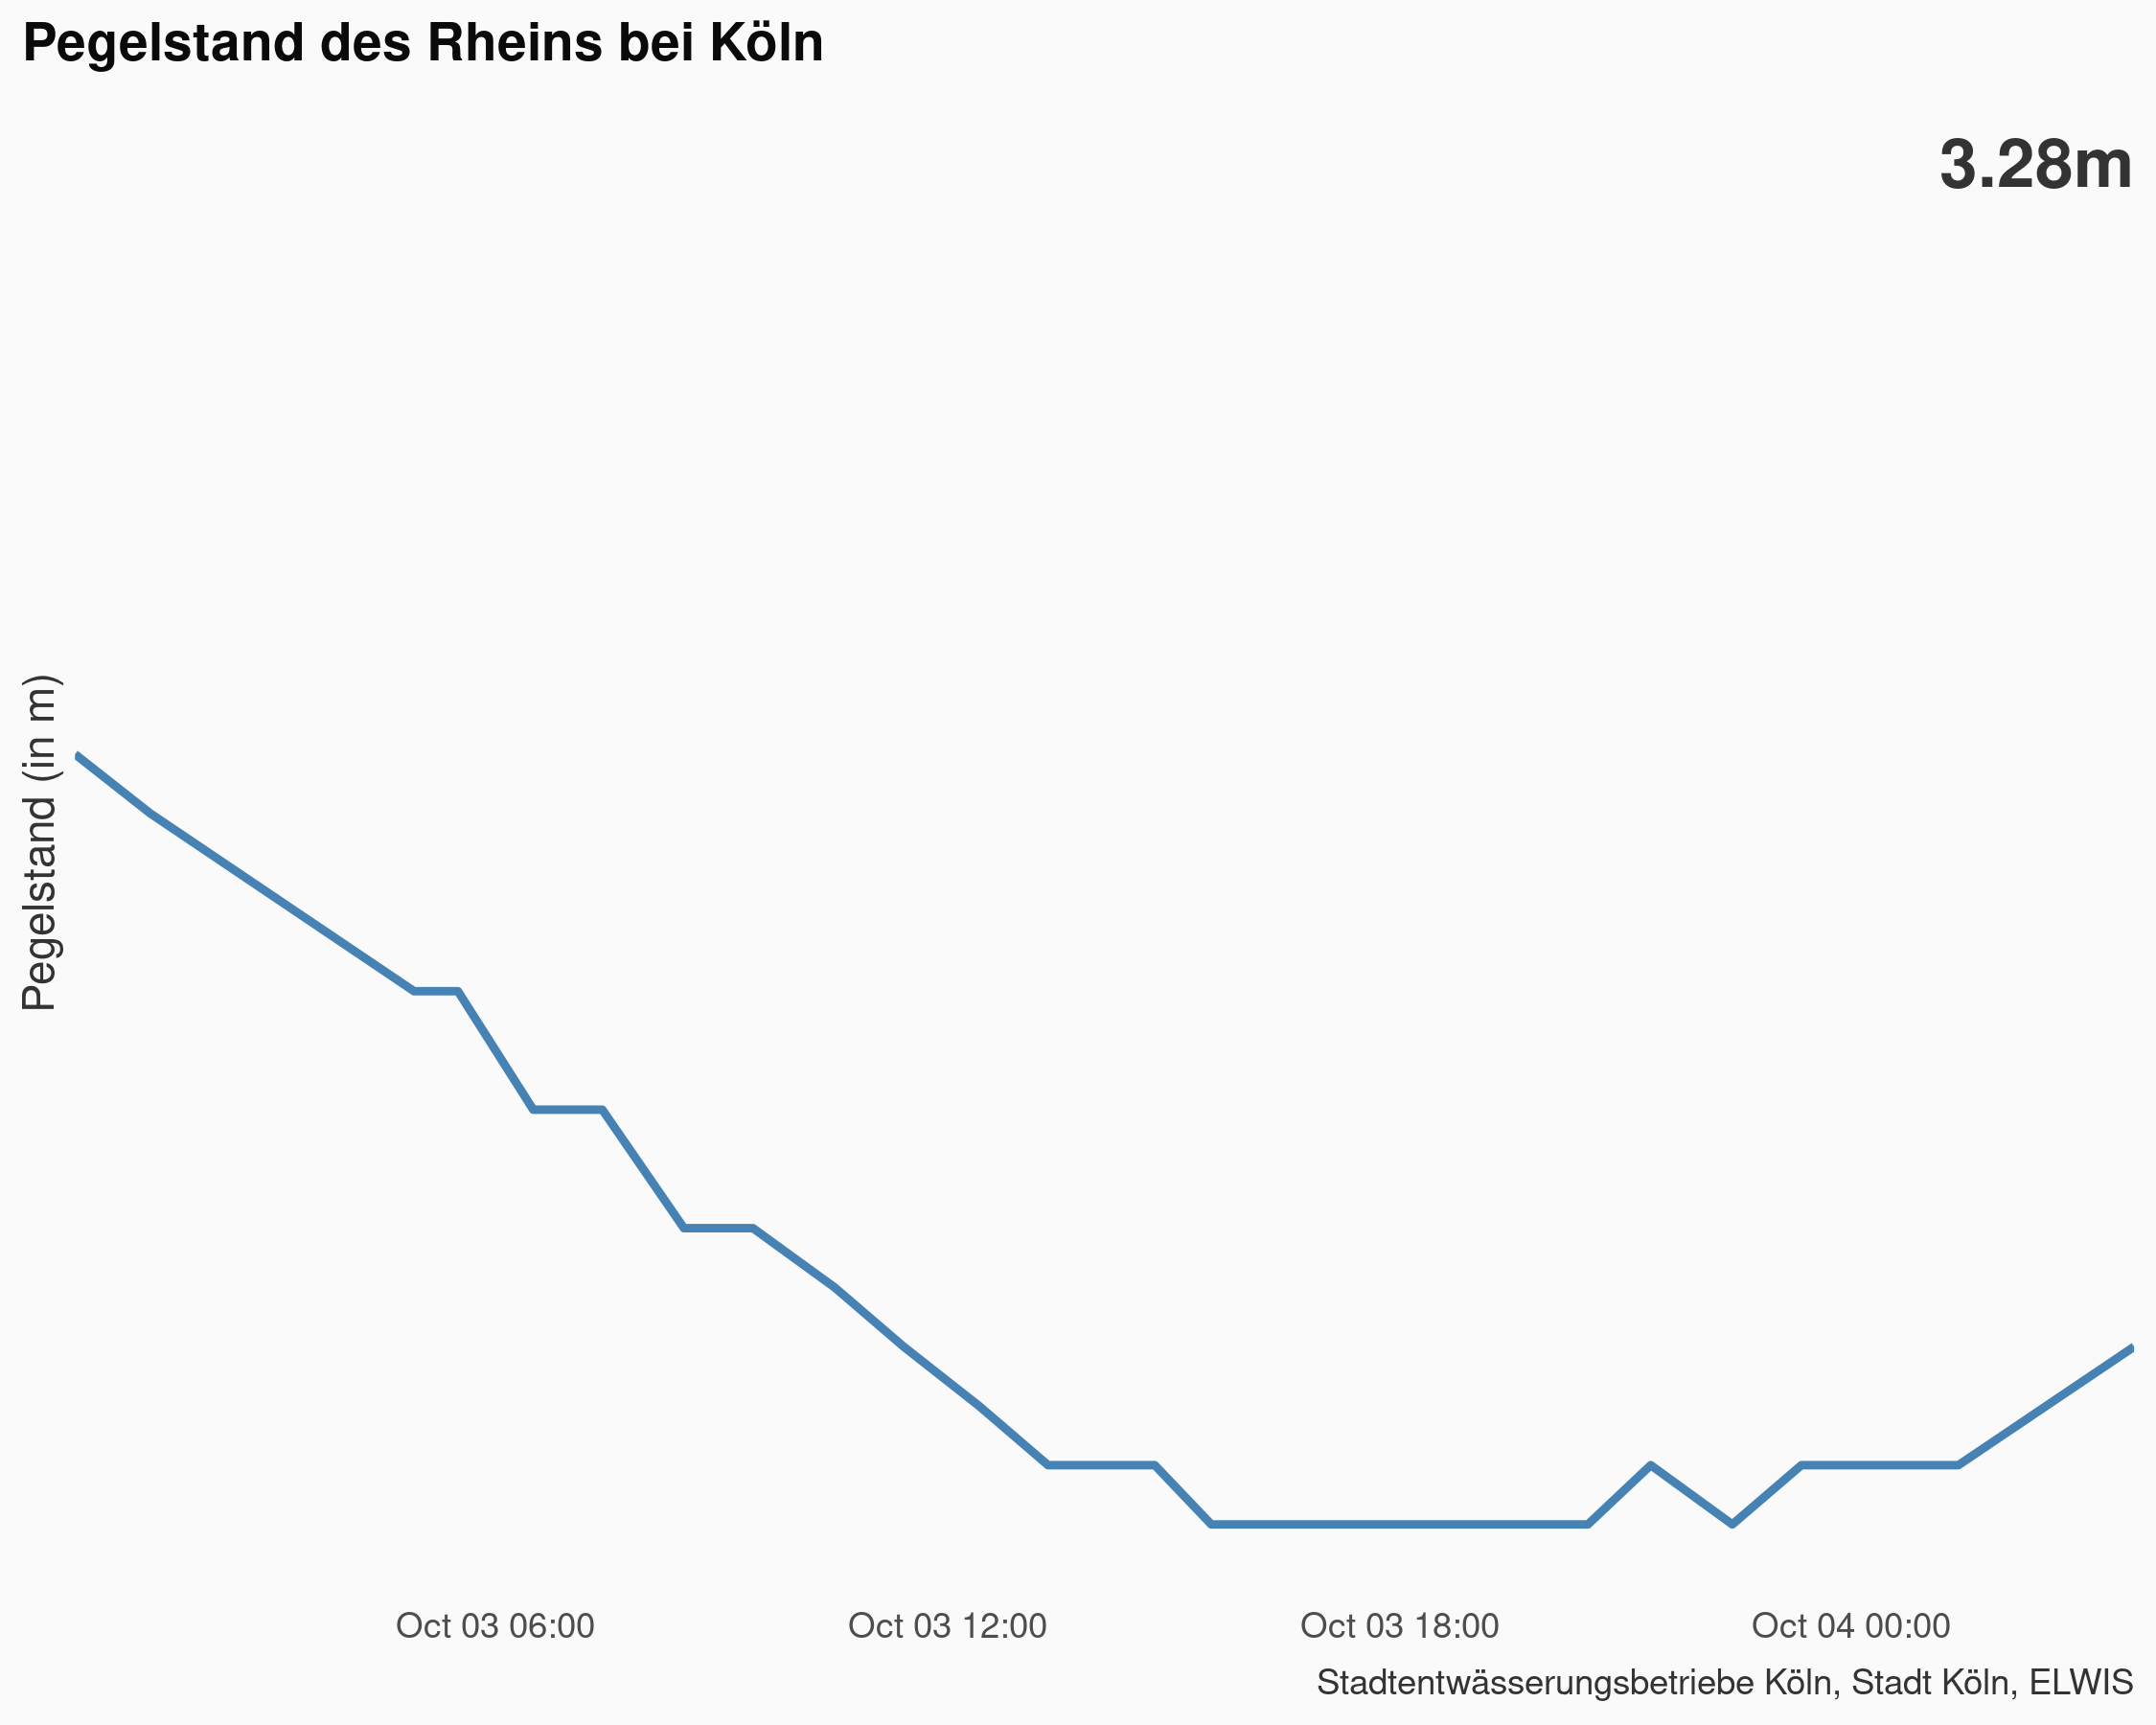 Pegelstand des Rheins bei Köln
3.28m
Pegelstand (in m)
Oct 03 06:00
Oct 03 12:00
Oct 03 18:00
Oct 04 00:00
Stadtentwässerungsbetriebe Köln, Stadt Köln, ELWIS